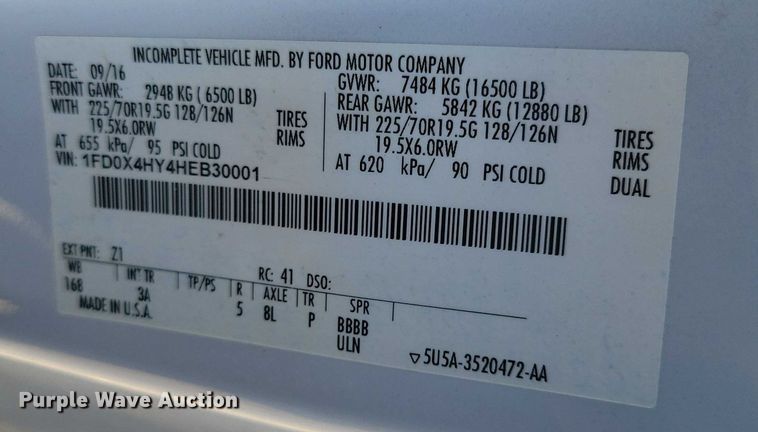 INCOMPLETE VEHICLE MFD. BY FORD MOTOR COMPANY
DATE: 09/16
GVWR: 7484 KG (16500 LB)
FRONT GAWR: 2948 KG ( 6500 LB)
REAR GAWR: 5842 KG (12880 LB)
WITH 225/70R19.5G 128/126N TIRES
WITH 225/70R19.5G 128/126N TIRES
19.5X6.0RW RIMS
19.5X6.0RW RIMS
AT 655 kPa/ 95 PSI COLD
AT 620 kPa/ 90 PSI COLD DUAL
VIN: 1FD0X4HY4HEB30001
EXT PNT: Z1
RC: 41 DSO:
WB INT TR TP/PS R AXLE TR SPR
168 3A 5 8L P BBBB
MADE IN U.S.A. ULN
5U5A-3520472-AA
Purple Wave Auction